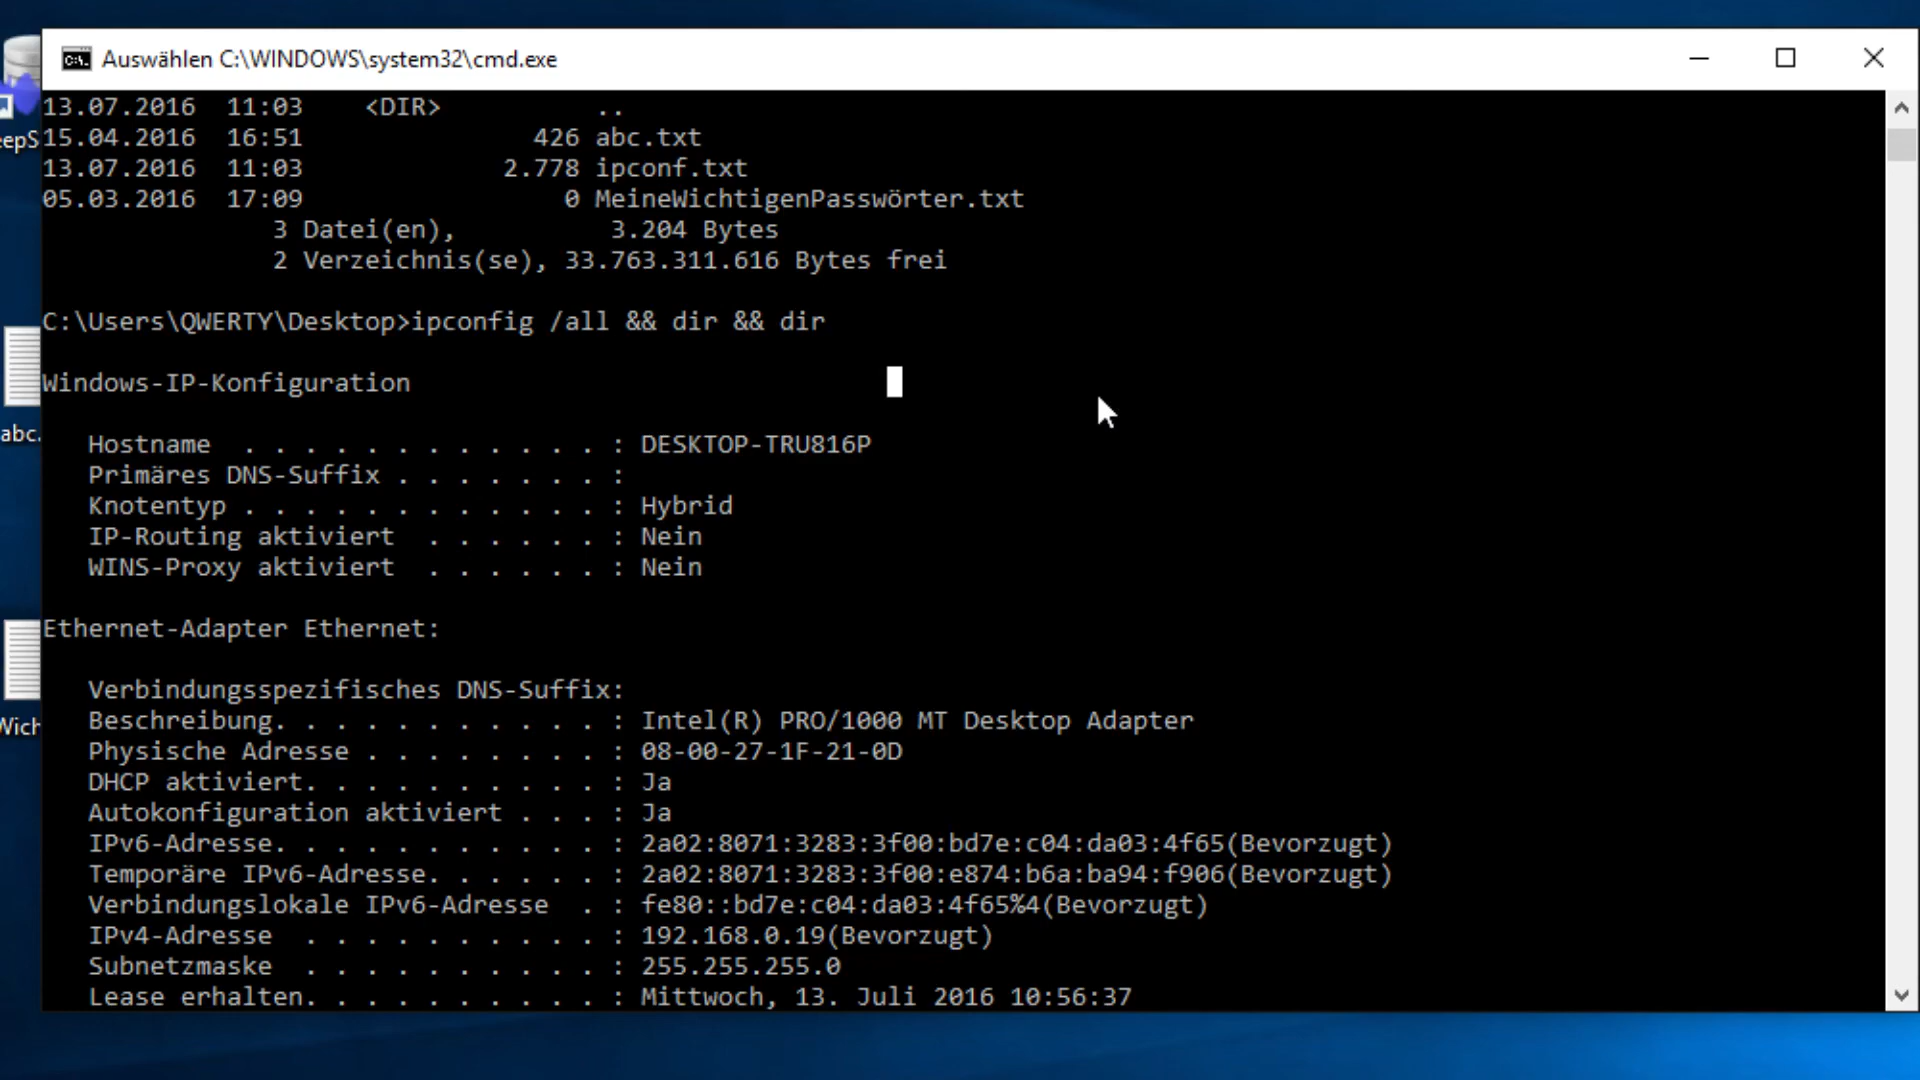 Auswählen C:\WINDOWS\system32\cmd.exe
13.07.2016  11:03    <DIR>          ..
15.04.2016  16:51               426 abc.txt
13.07.2016  11:03             2.778 ipconf.txt
05.03.2016  17:09                 0 MeineWichtigenPasswörter.txt
               3 Datei(en),          3.204 Bytes
               2 Verzeichnis(se), 33.763.311.616 Bytes frei
C:\Users\QWERTY\Desktop>ipconfig /all && dir && dir
Windows-IP-Konfiguration
   Hostname  . . . . . . . . . . . . : DESKTOP-TRU816P
   Primäres DNS-Suffix . . . . . . . :
   Knotentyp . . . . . . . . . . . . : Hybrid
   IP-Routing aktiviert  . . . . . . : Nein
   WINS-Proxy aktiviert  . . . . . . : Nein
Ethernet-Adapter Ethernet:
   Verbindungsspezifisches DNS-Suffix:
   Beschreibung. . . . . . . . . . . : Intel(R) PRO/1000 MT Desktop Adapter
   Physische Adresse . . . . . . . . : 08-00-27-1F-21-0D
   DHCP aktiviert. . . . . . . . . . : Ja
   Autokonfiguration aktiviert . . . : Ja
   IPv6-Adresse. . . . . . . . . . . : 2a02:8071:3283:3f00:bd7e:c04:da03:4f65(Bevorzugt)
   Temporäre IPv6-Adresse. . . . . . : 2a02:8071:3283:3f00:e874:b6a:ba94:f906(Bevorzugt)
   Verbindungslokale IPv6-Adresse  . : fe80::bd7e:c04:da03:4f65%4(Bevorzugt)
   IPv4-Adresse  . . . . . . . . . . : 192.168.0.19(Bevorzugt)
   Subnetzmaske  . . . . . . . . . . : 255.255.255.0
   Lease erhalten. . . . . . . . . . : Mittwoch, 13. Juli 2016 10:56:37
eepS
abc.
Wich